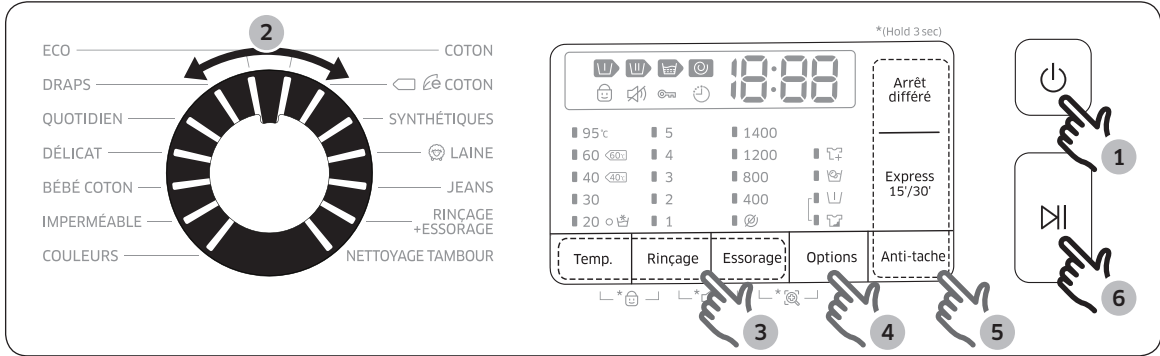 *(Hold 3 sec)
2
ECO
DRAPS
QUOTIDIEN
DÉLICAT
BÉBÉ COTON
IMPERMÉABLE
COULEURS
COTON
e COTON
SYNTHÉTIQUES
LAINE
JEANS
RINÇAGE
+ESSORAGE
NETTOYAGE TAMBOUR
18:88
95℃ 5 1400
60 60℃ 4 1200
40 40℃ 3 800
30 2 400
20 1
Arrêt
différé
Express
15'/30'
Temp. Rinçage Essorage Options Anti-tache
* * *
1
3
4
5
6